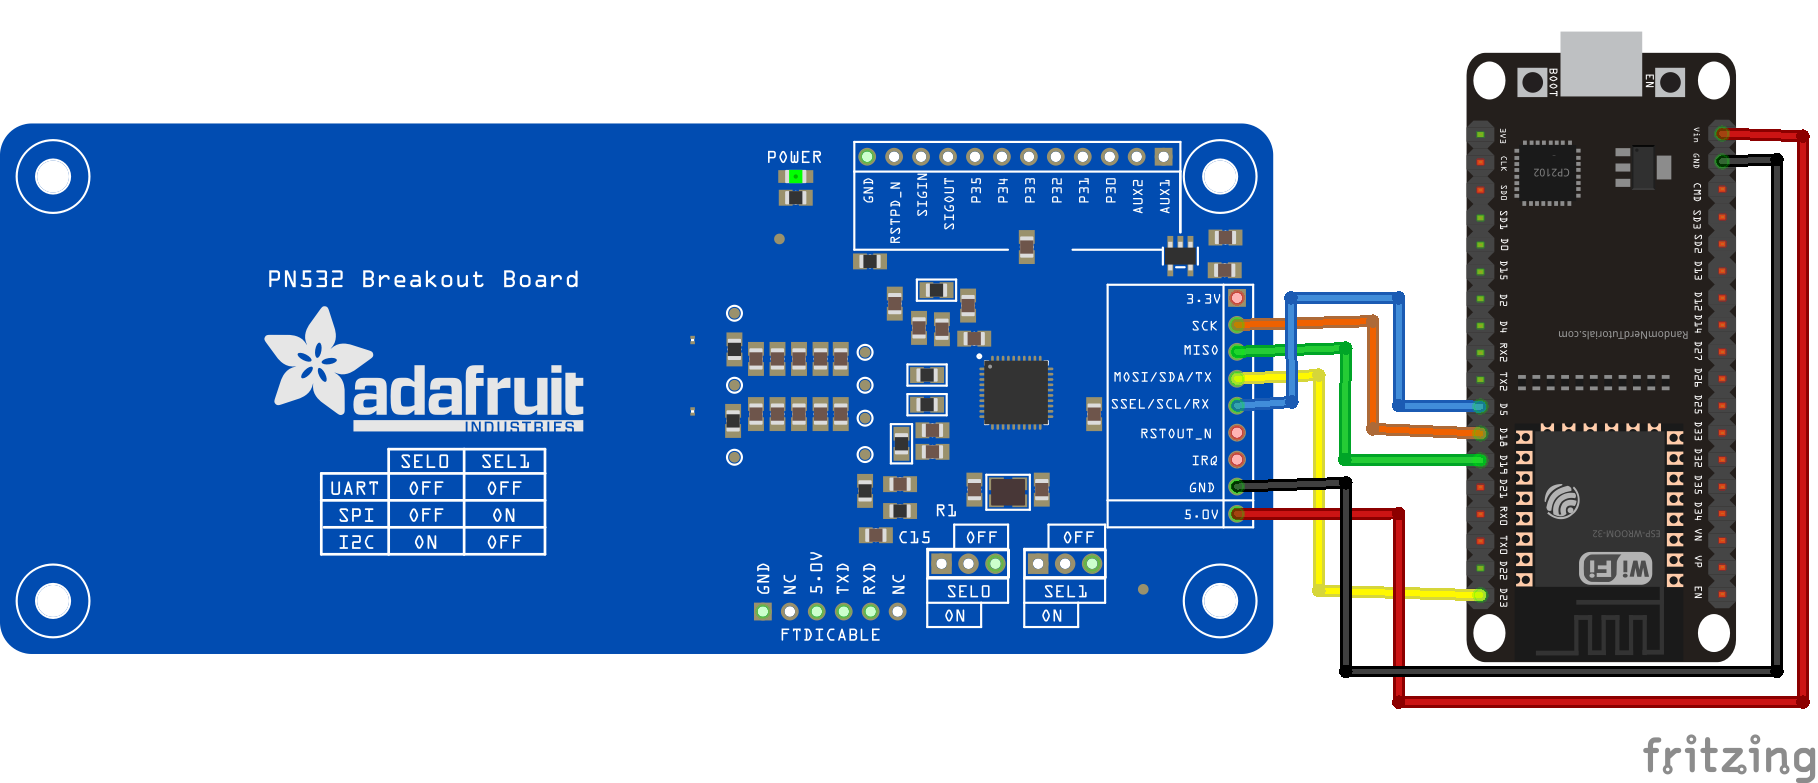 POWER
GND
RSTPD_N
SIGIN
SIGOUT
P35
P34
P33
P32
P31
P30
AUX2
AUX1
PN532 Breakout Board
adafruit
INDUSTRIES
SEL0 SEL1
UART OFF OFF
SPI OFF ON
I2C ON OFF
3.3V
SCK
MISO
MOSI/SDA/TX
SSEL/SCL/RX
RSTOUT_N
IRQ
GND
5.0V
R1
C15
OFF
SEL0
ON
OFF
SEL1
ON
GND
NC
5.0V
TXD
RXD
NC
FTDICABLE
BOOT
EN
3V3
CLK
SD0
SD1
D0
D15
D2
D4
RX2
TX2
D5
D18
D19
D21
RX0
TX0
D22
D23
Vin
GND
CMD
SD3
SD2
D13
D12
D14
D27
D26
D25
D33
D32
D35
D34
VN
VP
EN
CP2102
RandomNerdTutorials.com
ESP-WROOM-32
WiFi
fritzing